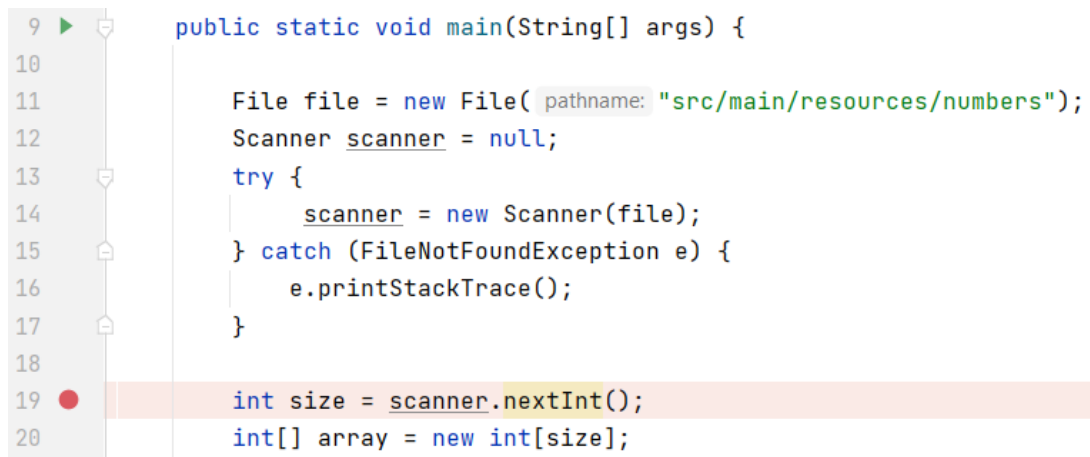 9 public static void main(String[] args) {
10
11 File file = new File( pathname: "src/main/resources/numbers");
12 Scanner scanner = null;
13 try {
14 scanner = new Scanner(file);
15 } catch (FileNotFoundException e) {
16 e.printStackTrace();
17 }
18
19 int size = scanner.nextInt();
20 int[] array = new int[size];